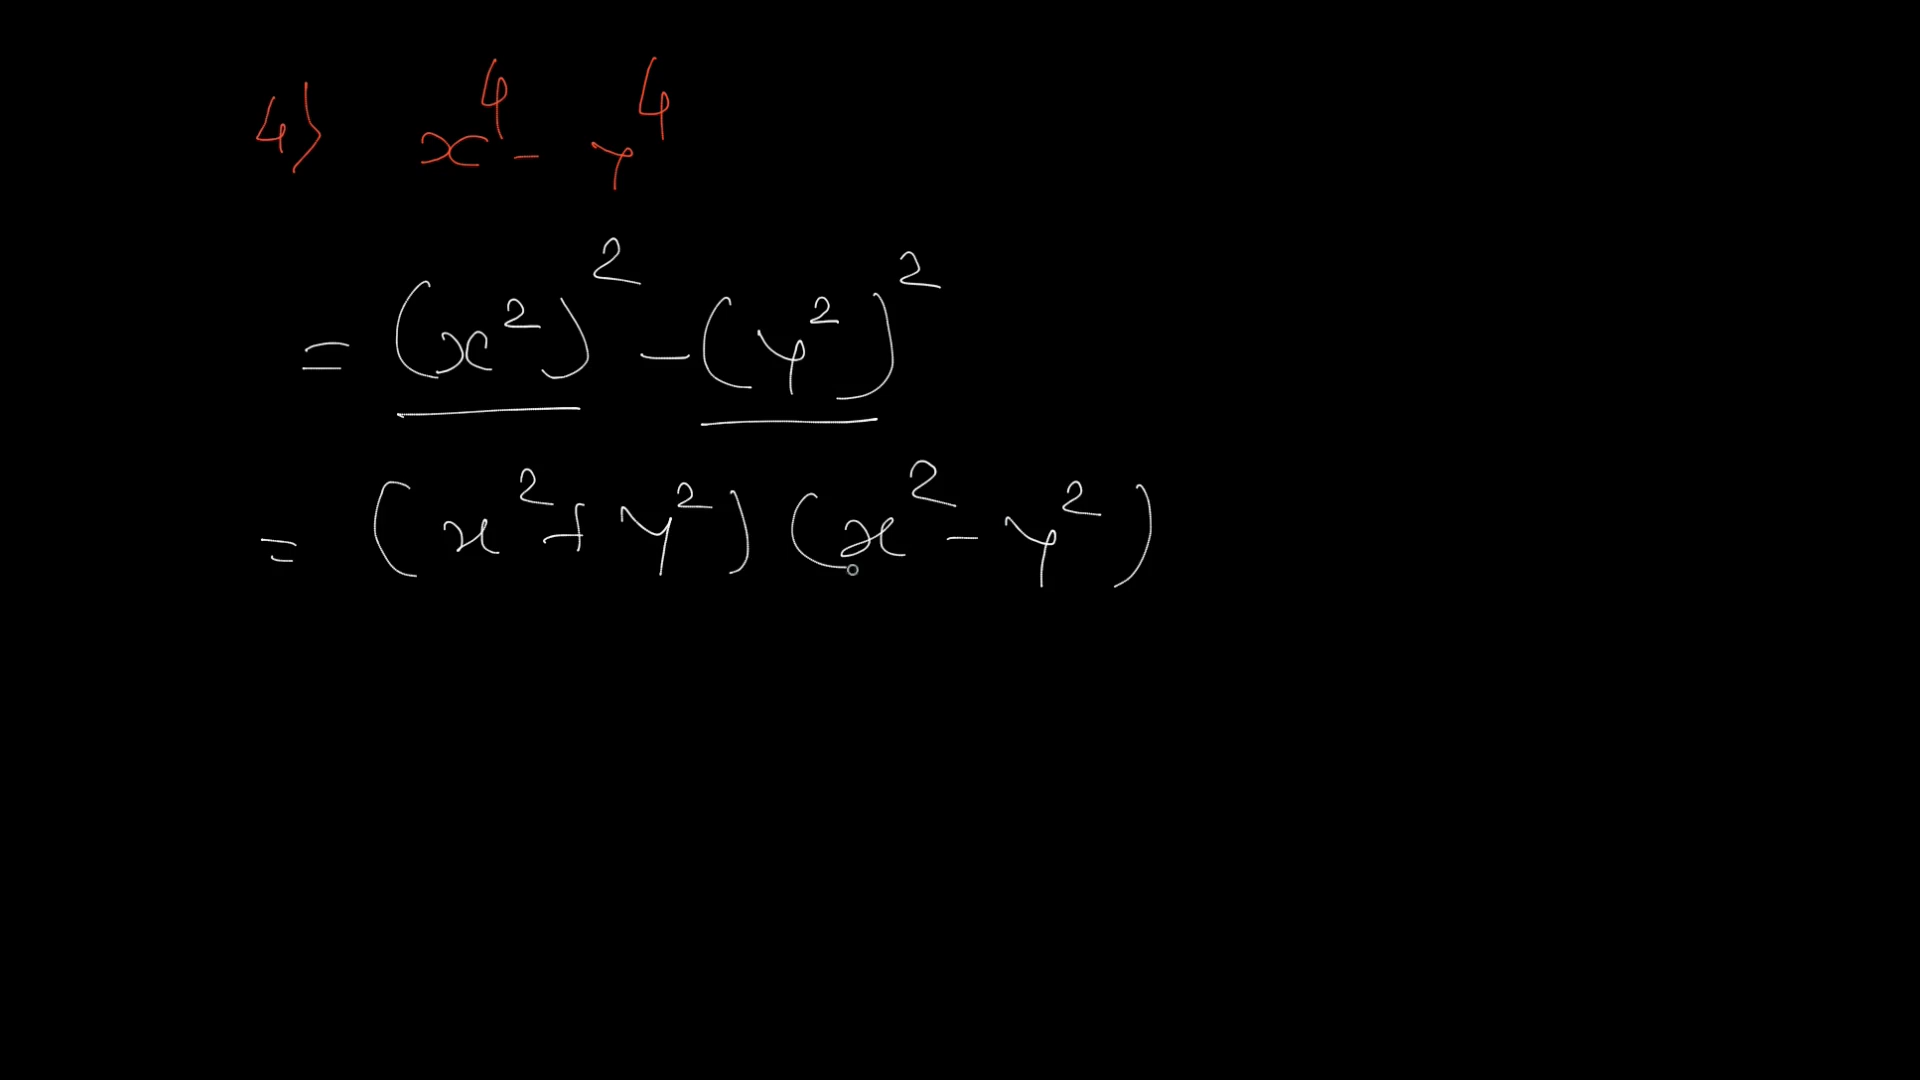 4) x⁴ - y⁴
= (x²)² - (y²)²
= (x² + y²) (x² - y²)